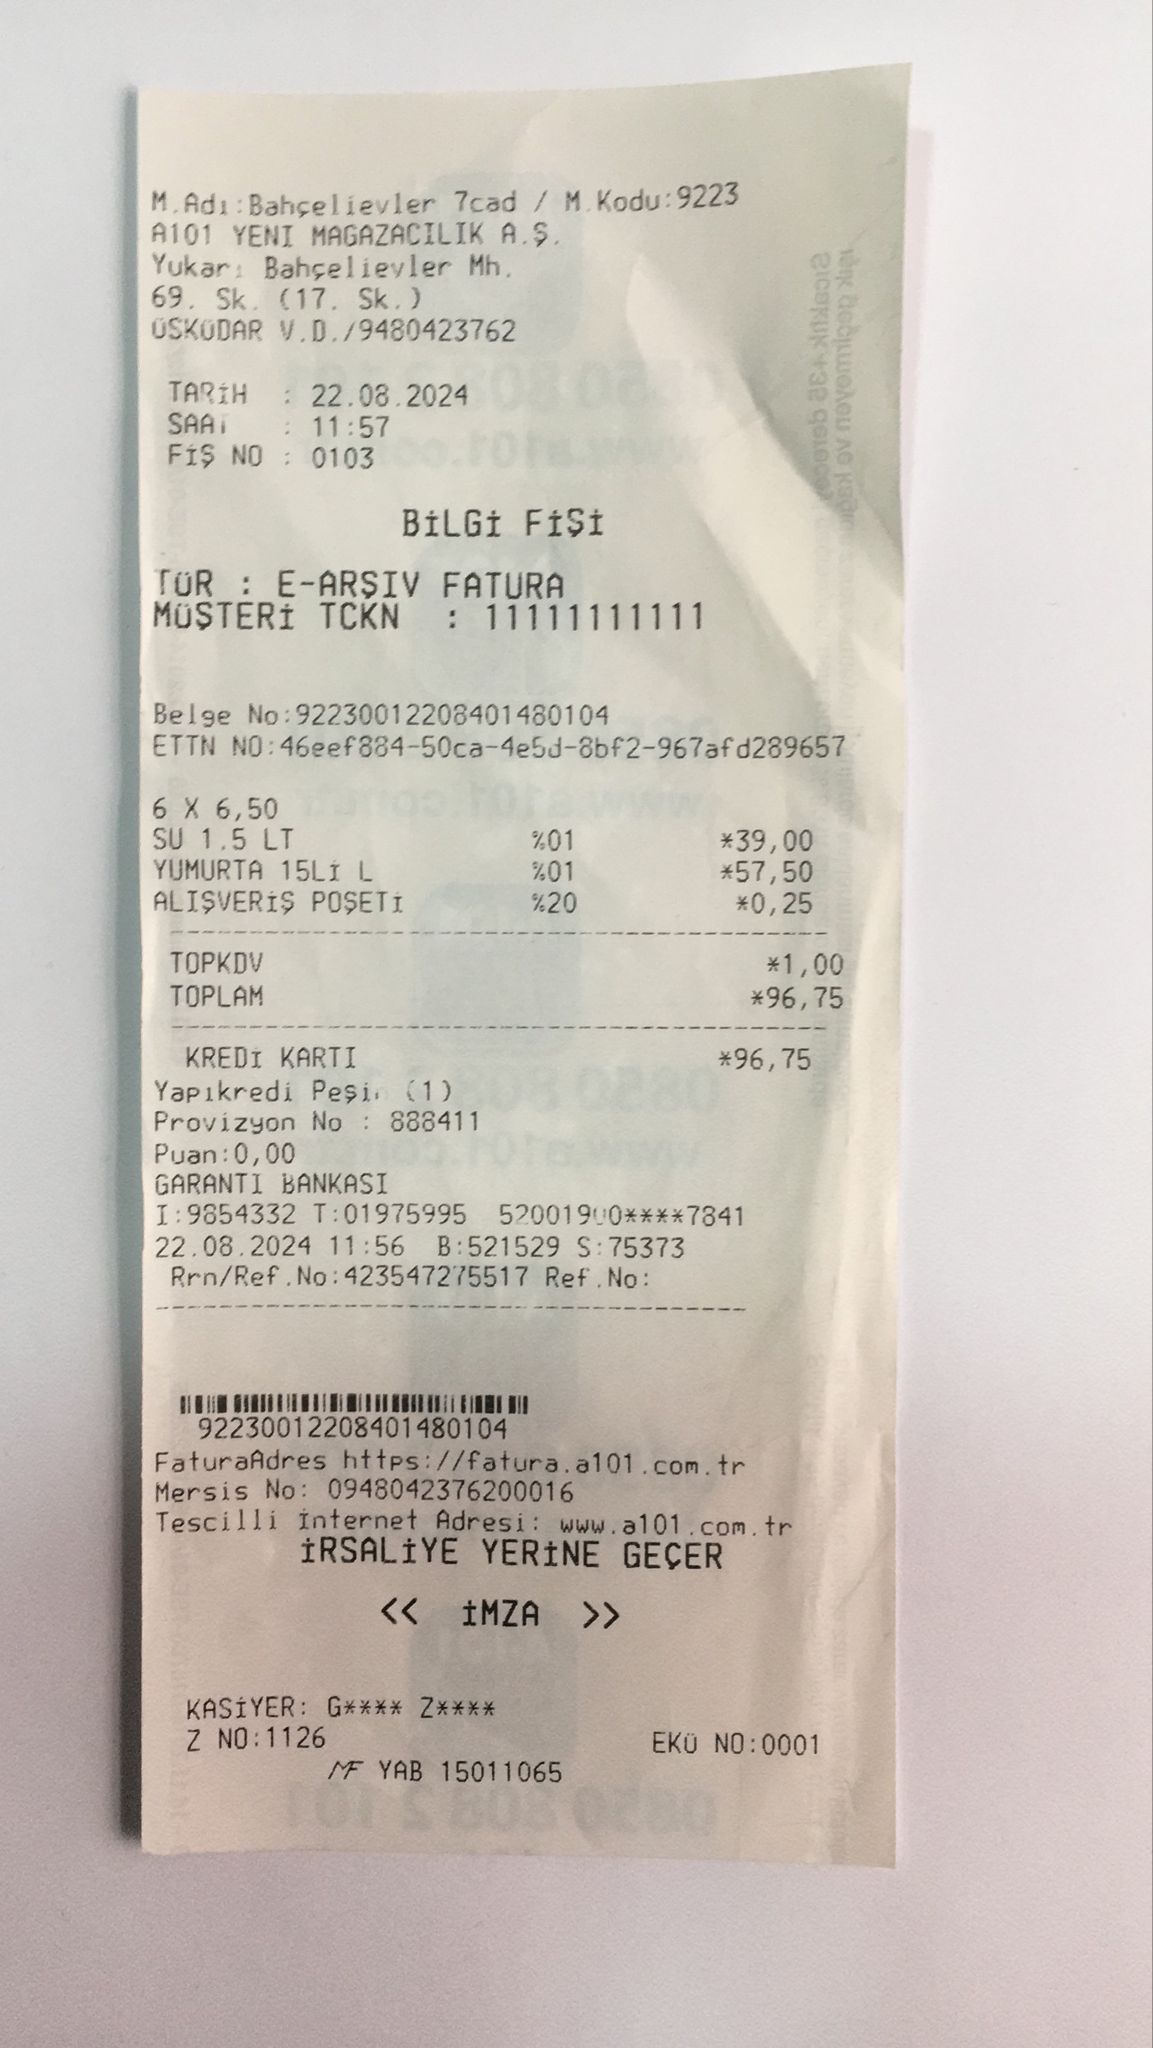 M.Adı:Bahçelievler 7cad / M.Kodu:9223
A101 YENI MAGAZACILIK A.Ş.
Yukarı Bahçelievler Mh.
69. Sk. (17. Sk.)
ÜSKÜDAR V.D./9480423762
TARİH : 22.08.2024
SAAT : 11:57
FİŞ NO : 0103
BİLGİ FİŞİ
TÜR : E-ARŞIV FATURA
MÜŞTERİ TCKN : 11111111111
Belge No:92230012208401480104
ETTN NO:46eef884-50ca-4e5d-8bf2-967afd289657
6 X 6,50
SU 1.5 LT %01 *39,00
YUMURTA 15Lİ L %01 *57,50
ALIŞVERİŞ POŞETİ %20 *0,25
TOPKDV *1,00
TOPLAM *96,75
KREDİ KARTI *96,75
Yapıkredi Peşin (1)
Provizyon No : 888411
Puan:0,00
GARANTI BANKASI
I:9854332 T:01975995 52001900****7841
22.08.2024 11:56 B:521529 S:75373
Rrn/Ref.No:423547275517 Ref.No:
92230012208401480104
FaturaAdres https://fatura.a101.com.tr
Mersis No: 0948042376200016
Tescilli İnternet Adresi: www.a101.com.tr
İRSALİYE YERİNE GEÇER
<< İMZA >>
KASİYER: G**** Z****
Z NO:1126 EKÜ NO:0001
MF YAB 15011065